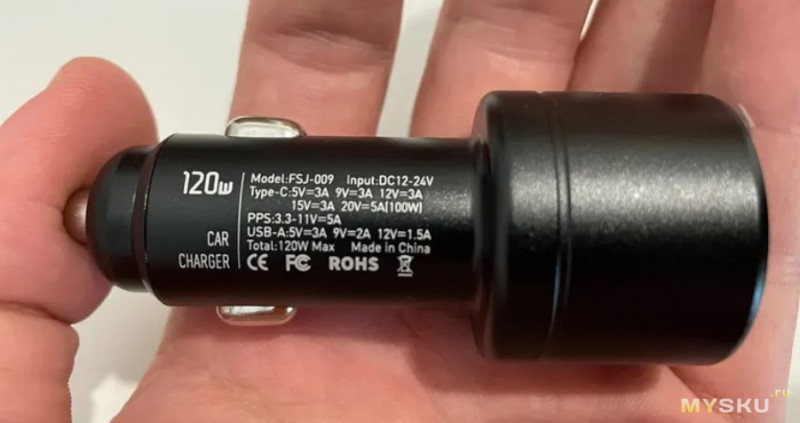 120W
CAR
CHARGER
Model:FSJ-009 Input:DC12-24V
Type-C:5V=3A 9V=3A 12V=3A
15V=3A 20V=5A(100W)
PPS:3.3-11V=5A
USB-A:5V=3A 9V=2A 12V=1.5A
Total:120W Max Made in China
CE FC ROHS
MYSKU.ru